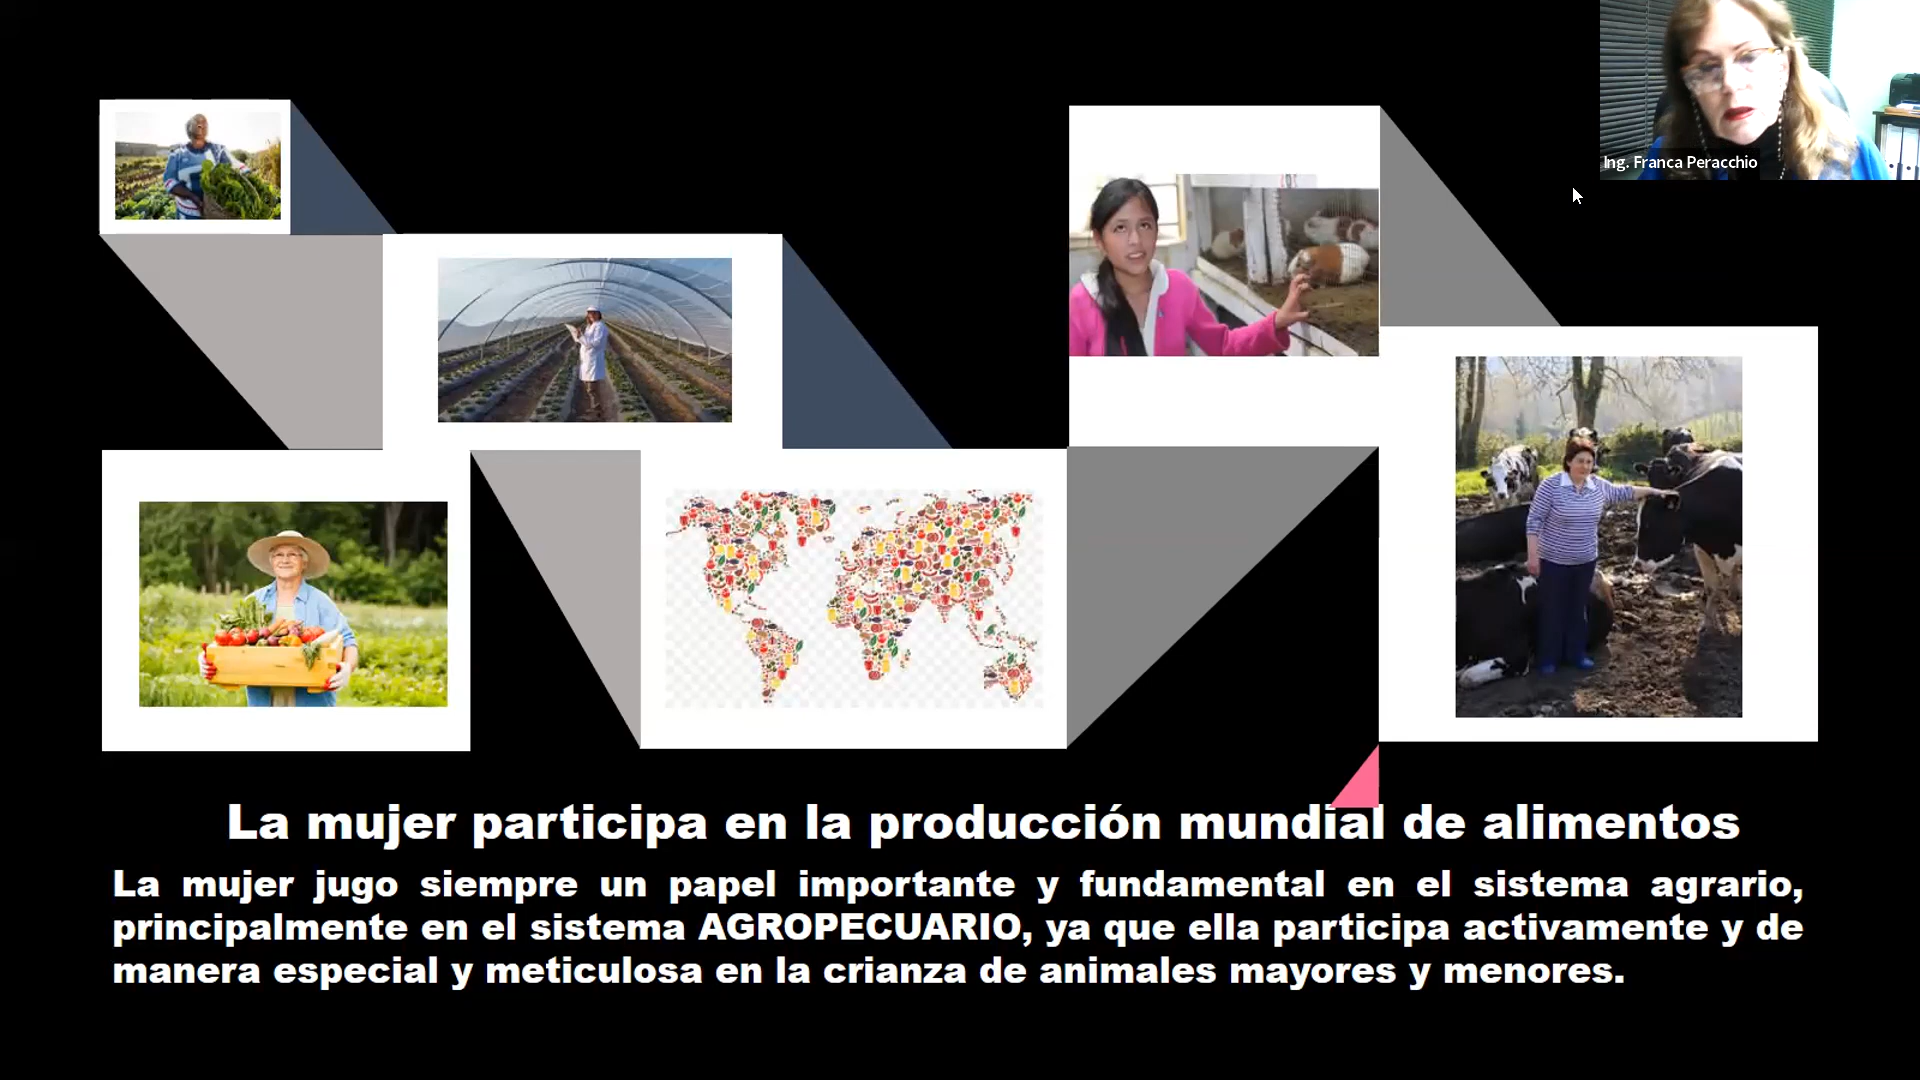 Ing. Franca Peracchio
La mujer participa en la producción mundial de alimentos
La mujer jugo siempre un papel importante y fundamental en el sistema agrario,
principalmente en el sistema AGROPECUARIO, ya que ella participa activamente y de
manera especial y meticulosa en la crianza de animales mayores y menores.